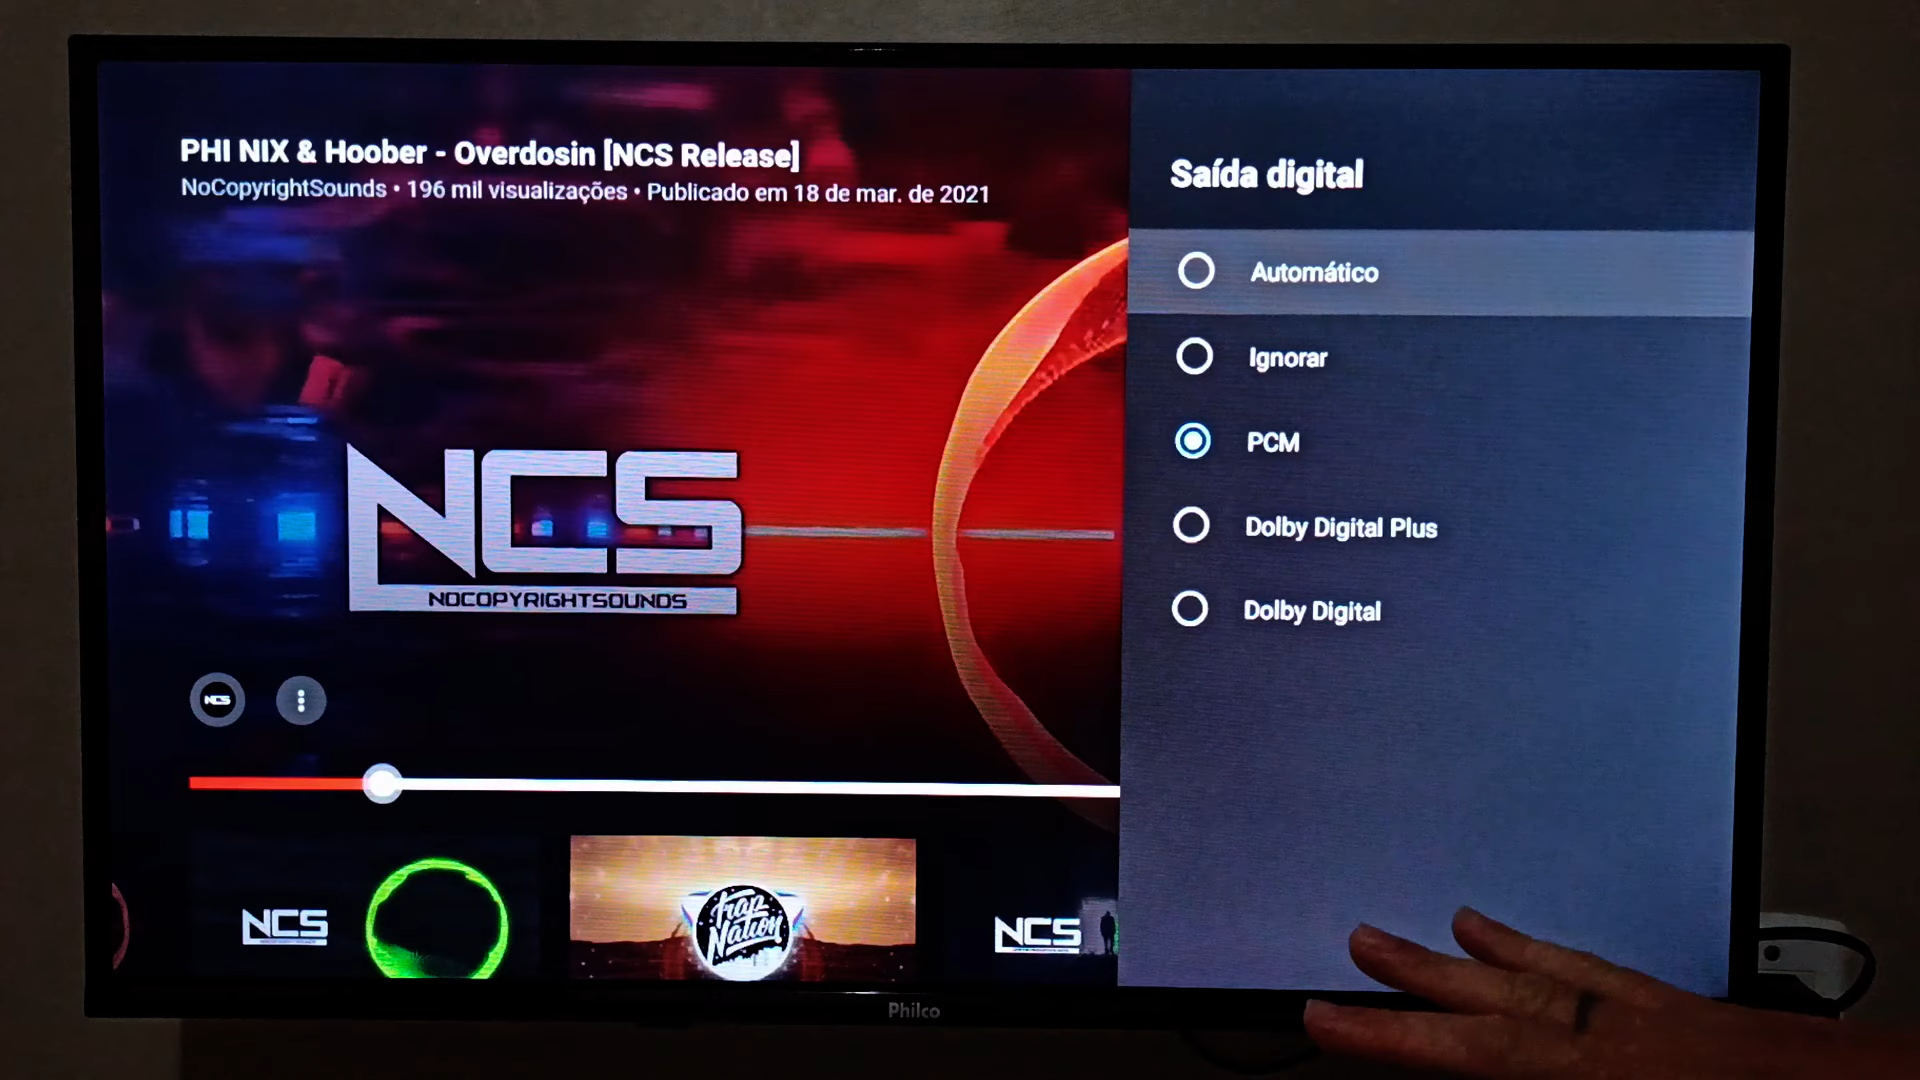 PHI NIX & Hoober - Overdosin [NCS Release]
NoCopyrightSounds • 196 mil visualizações • Publicado em 18 de mar. de 2021
Saída digital
Automático
Ignorar
PCM
Dolby Digital Plus
Dolby Digital
NCS
NOCOPYRIGHTSOUNDS
NCS
NCS
trap Nation
NCS
Philco